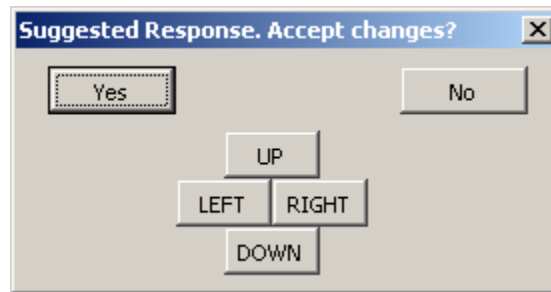 Suggested Response. Accept changes?
Yes No
UP
LEFT RIGHT
DOWN